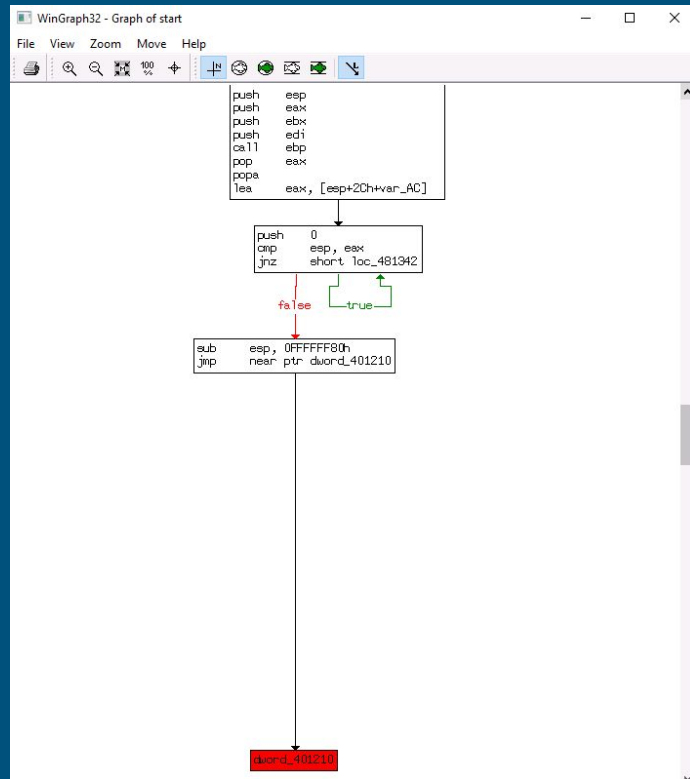 WinGraph32 - Graph of start
File View Zoom Move Help
100 %
N
push esp
push eax
push ebx
push edi
call ebp
pop eax
popa
lea eax, [esp+2Ch+var_AC]
push 0
cmp esp, eax
jnz short loc_481342
false
true
sub esp, 0FFFFFF80h
jmp near ptr dword_401210
dword_401210